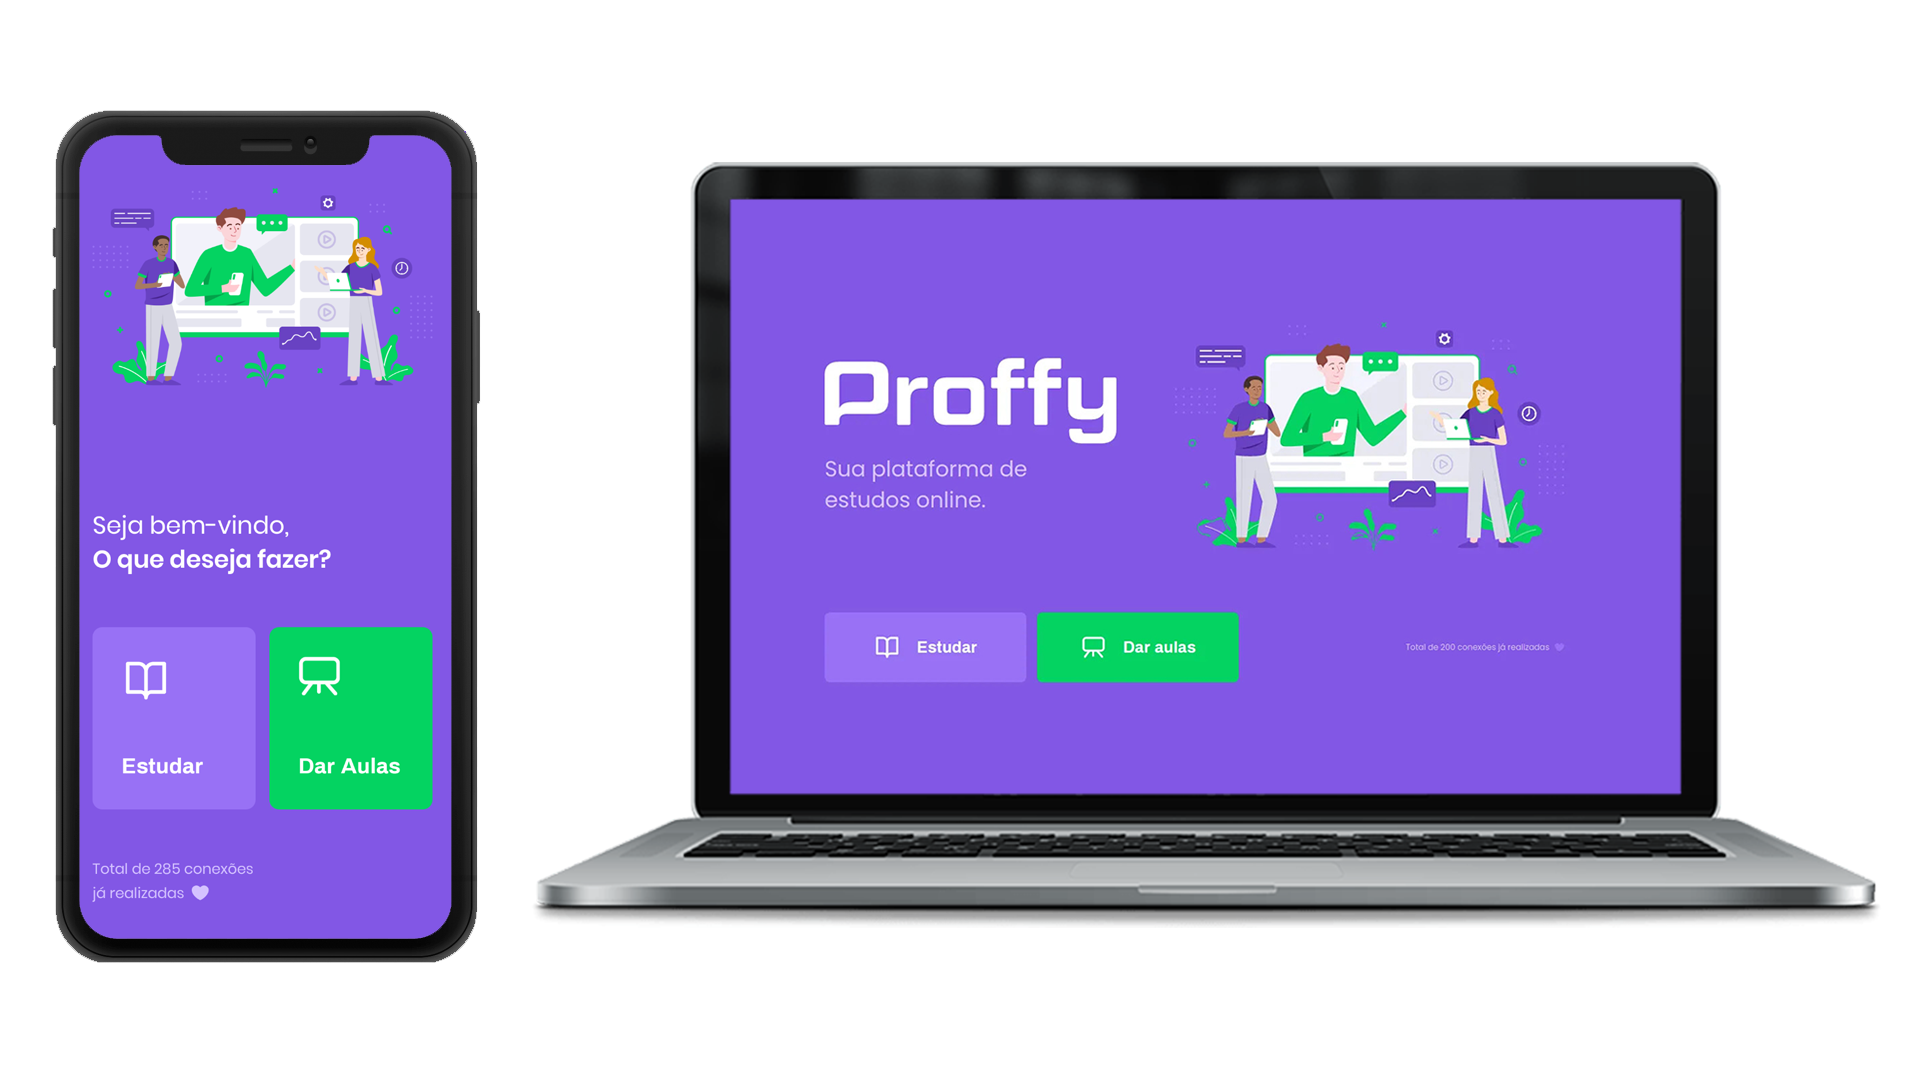 Seja bem-vindo,
O que deseja fazer?
Estudar
Dar Aulas
Total de 285 conexões
já realizadas
Proffy
Sua plataforma de
estudos online.
Estudar
Dar aulas
Total de 200 conexões já realizadas